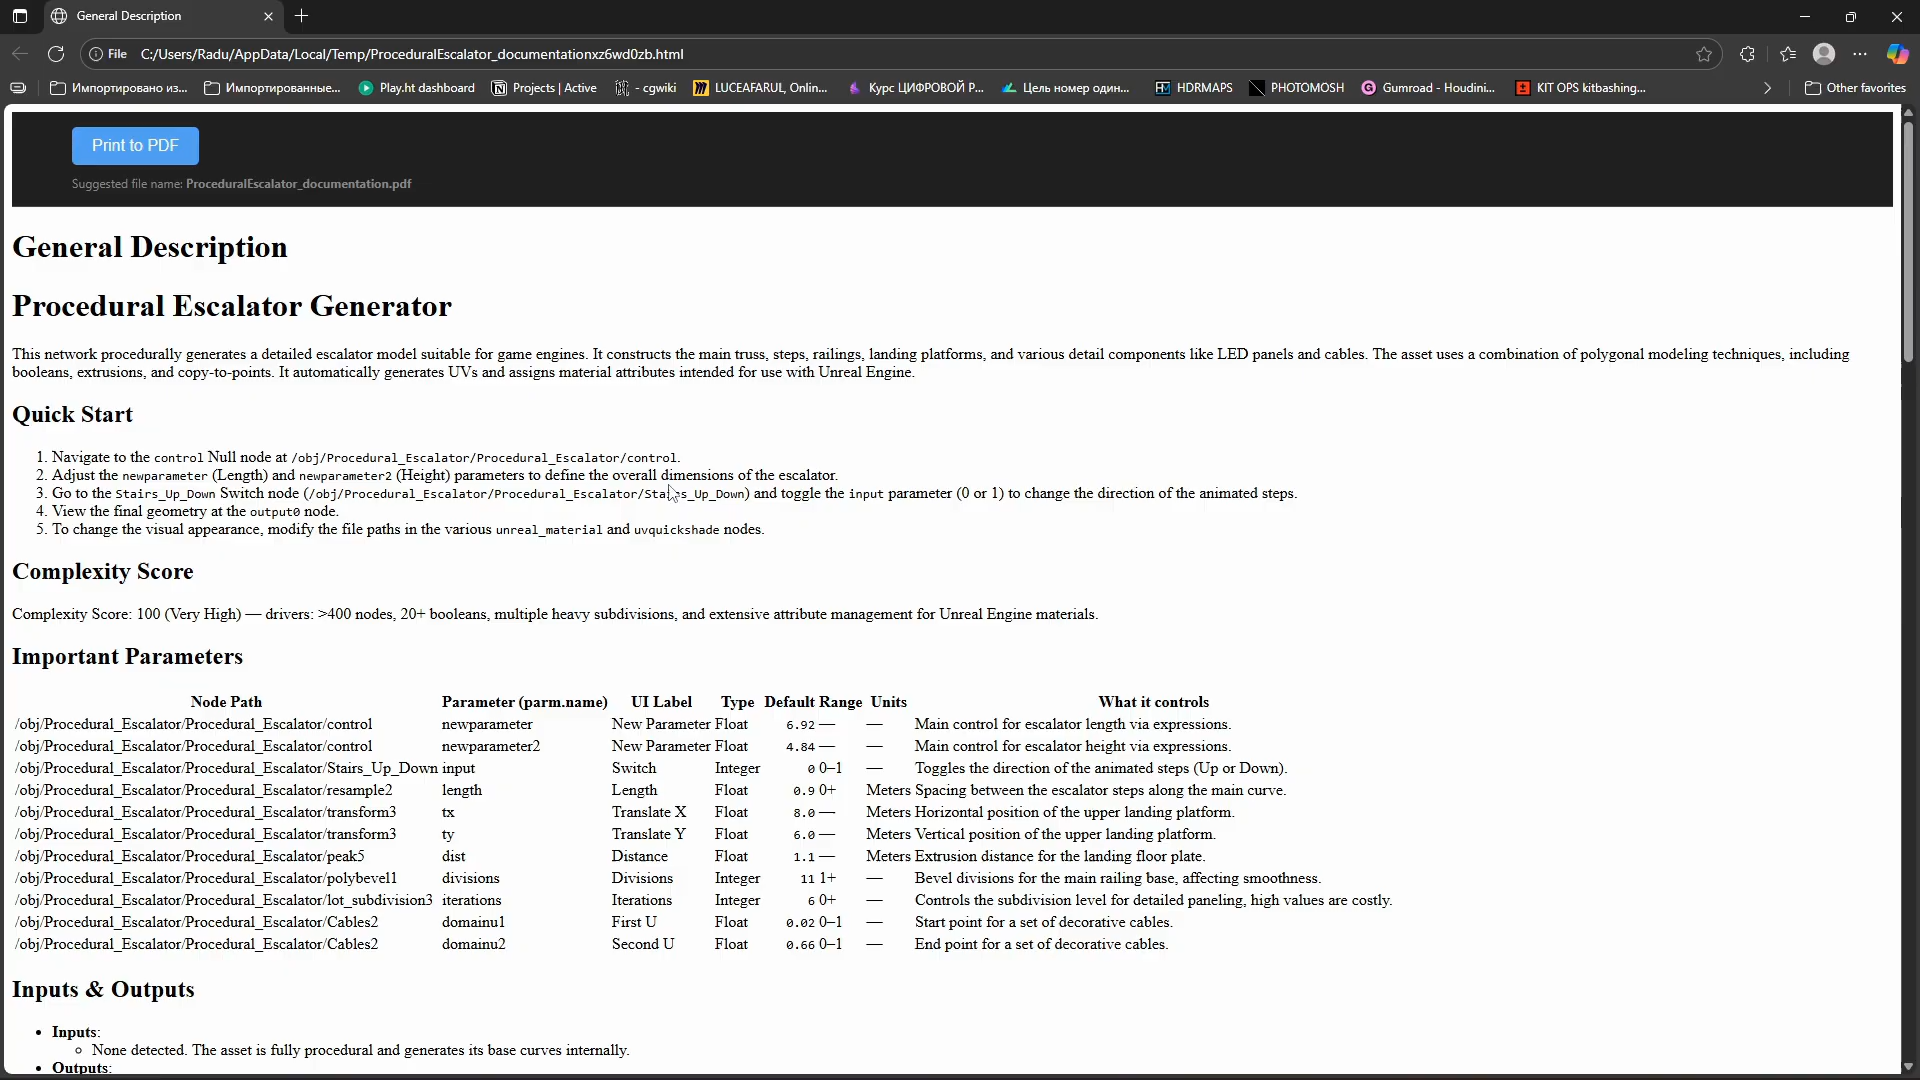 General Description
File C:/Users/Radu/AppData/Local/Temp/ProceduralEscalator_documentationxz6wd0zb.html
Импортировано из... Импортированные... Play.ht dashboard Projects | Active - cgwiki LUCEAFARUL, Onlin... Курс ЦИФРОВОЙ Р... Цель номер один... HDRMAPS PHOTOMOSH Gumroad - Houdini... KIT OPS kitbashing... Other favorites
Print to PDF
Suggested file name: ProceduralEscalator_documentation.pdf
General Description
Procedural Escalator Generator
This network procedurally generates a detailed escalator model suitable for game engines. It constructs the main truss, steps, railings, landing platforms, and various detail components like LED panels and cables. The asset uses a combination of polygonal modeling techniques, including
booleans, extrusions, and copy-to-points. It automatically generates UVs and assigns material attributes intended for use with Unreal Engine.
Quick Start
1. Navigate to the control Null node at /obj/Procedural_Escalator/Procedural_Escalator/control.
2. Adjust the newparameter (Length) and newparameter2 (Height) parameters to define the overall dimensions of the escalator.
3. Go to the Stairs_Up_Down Switch node (/obj/Procedural_Escalator/Procedural_Escalator/Stairs_Up_Down) and toggle the input parameter (0 or 1) to change the direction of the animated steps.
4. View the final geometry at the output0 node.
5. To change the visual appearance, modify the file paths in the various unreal_material and uvquickshade nodes.
Complexity Score
Complexity Score: 100 (Very High) — drivers: >400 nodes, 20+ booleans, multiple heavy subdivisions, and extensive attribute management for Unreal Engine materials.
Important Parameters
Node Path Parameter (parm.name) UI Label Type Default Range Units What it controls
/obj/Procedural_Escalator/Procedural_Escalator/control newparameter New Parameter Float 6.92 — — Main control for escalator length via expressions.
/obj/Procedural_Escalator/Procedural_Escalator/control newparameter2 New Parameter Float 4.84 — — Main control for escalator height via expressions.
/obj/Procedural_Escalator/Procedural_Escalator/Stairs_Up_Down input Switch Integer 0 0–1 — Toggles the direction of the animated steps (Up or Down).
/obj/Procedural_Escalator/Procedural_Escalator/resample2 length Length Float 0.9 0+ Meters Spacing between the escalator steps along the main curve.
/obj/Procedural_Escalator/Procedural_Escalator/transform3 tx Translate X Float 8.0 — Meters Horizontal position of the upper landing platform.
/obj/Procedural_Escalator/Procedural_Escalator/transform3 ty Translate Y Float 6.0 — Meters Vertical position of the upper landing platform.
/obj/Procedural_Escalator/Procedural_Escalator/peak5 dist Distance Float 1.1 — Meters Extrusion distance for the landing floor plate.
/obj/Procedural_Escalator/Procedural_Escalator/polybevel1 divisions Divisions Integer 11 1+ — Bevel divisions for the main railing base, affecting smoothness.
/obj/Procedural_Escalator/Procedural_Escalator/lot_subdivision3 iterations Iterations Integer 6 0+ — Controls the subdivision level for detailed paneling, high values are costly.
/obj/Procedural_Escalator/Procedural_Escalator/Cables2 domainu1 First U Float 0.02 0–1 — Start point for a set of decorative cables.
/obj/Procedural_Escalator/Procedural_Escalator/Cables2 domainu2 Second U Float 0.66 0–1 — End point for a set of decorative cables.
Inputs & Outputs
• Inputs:
◦ None detected. The asset is fully procedural and generates its base curves internally.
• Outputs: